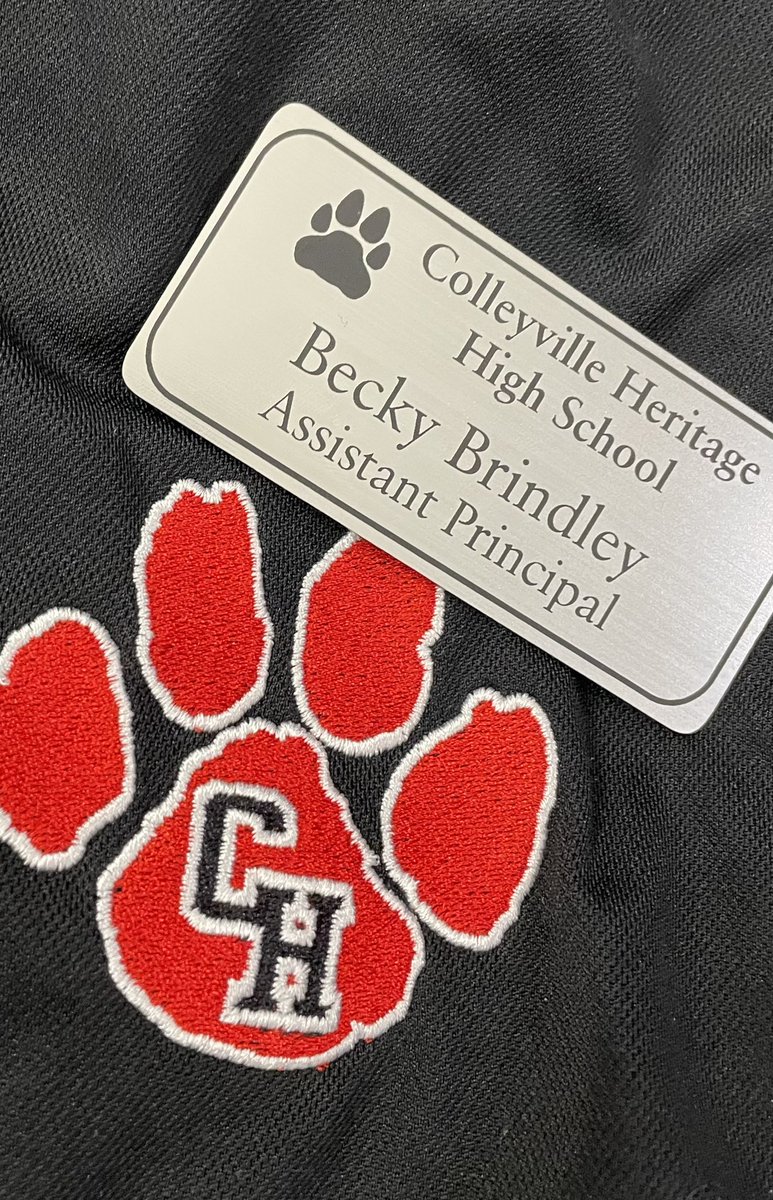 Colleyville Heritage
High School
Becky Brindley
Assistant Principal
CH